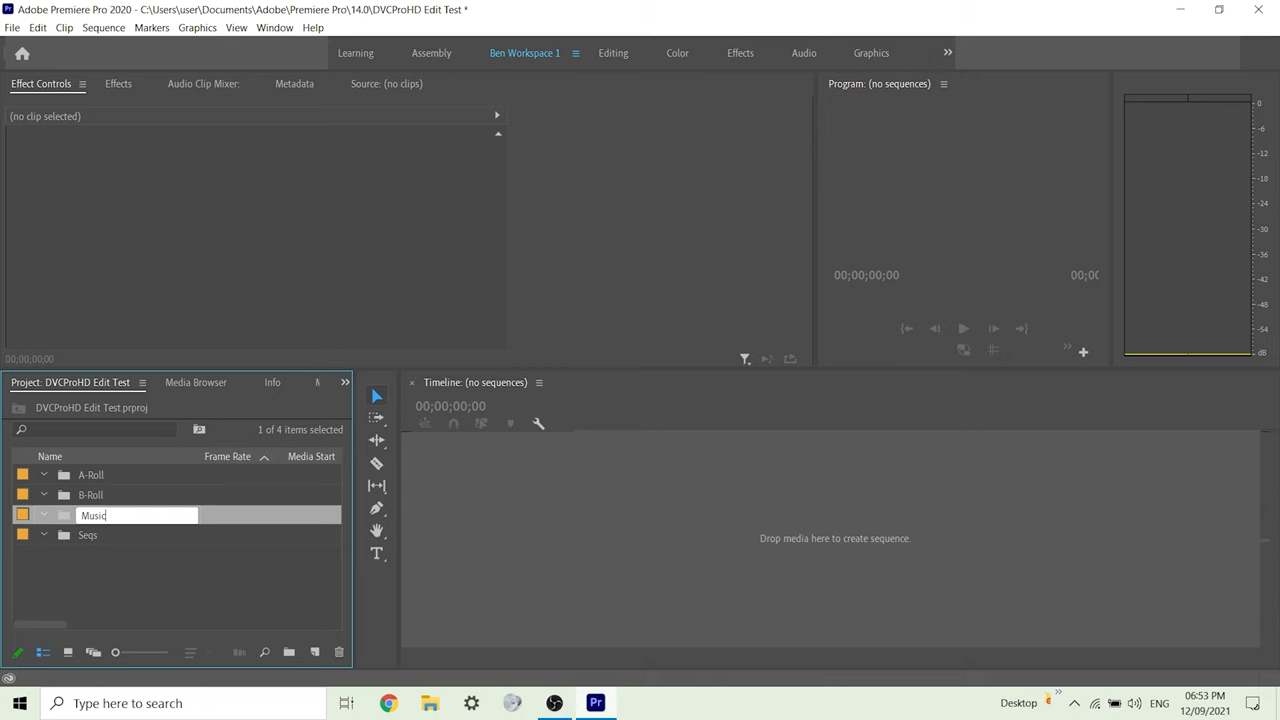 Adobe Premiere Pro 2020 - C:\Users\user\Documents\Adobe\Premiere Pro\14.0\DVCProHD Edit Test *
File Edit Clip Sequence Markers Graphics View Window Help
Learning Assembly Ben Workspace 1 Editing Color Effects Audio Graphics
Effect Controls Effects Audio Clip Mixer: Metadata Source: (no clips) Program: (no sequences)
(no clip selected)
0
-6
-12
-18
-24
-30
-36
-42
-48
-54
dB
00;00;00;00 00;0(
00;00;00;00
Project: DVCProHD Edit Test Media Browser Info Timeline: (no sequences)
DVCProHD Edit Test.prproj 00;00;00;00
1 of 4 items selected
Name Frame Rate Media Start
A-Roll
B-Roll
Music
Seqs
Drop media here to create sequence.
Type here to search
Desktop ENG 06:53 PM
12/09/2021